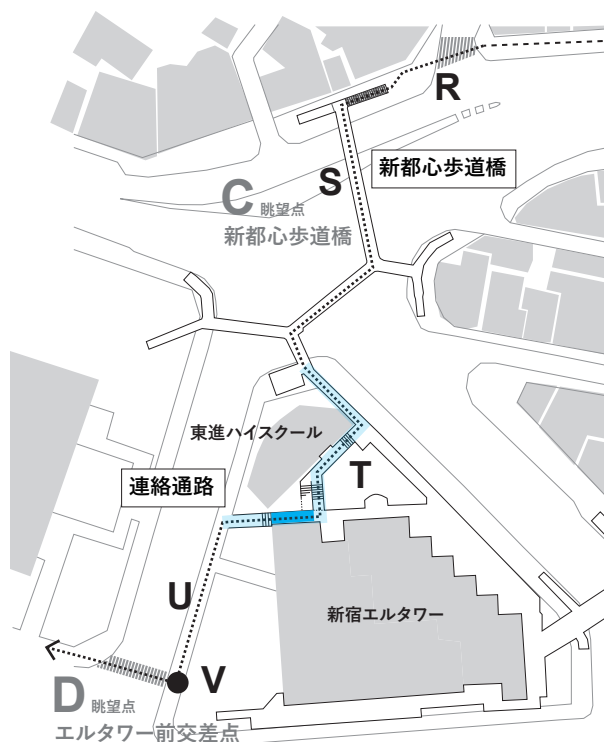 R
S
新都心歩道橋
C 眺望点
新都心歩道橋
東進ハイスクール
T
連絡通路
U
新宿エルタワー
V
D 眺望点
エルタワー前交差点